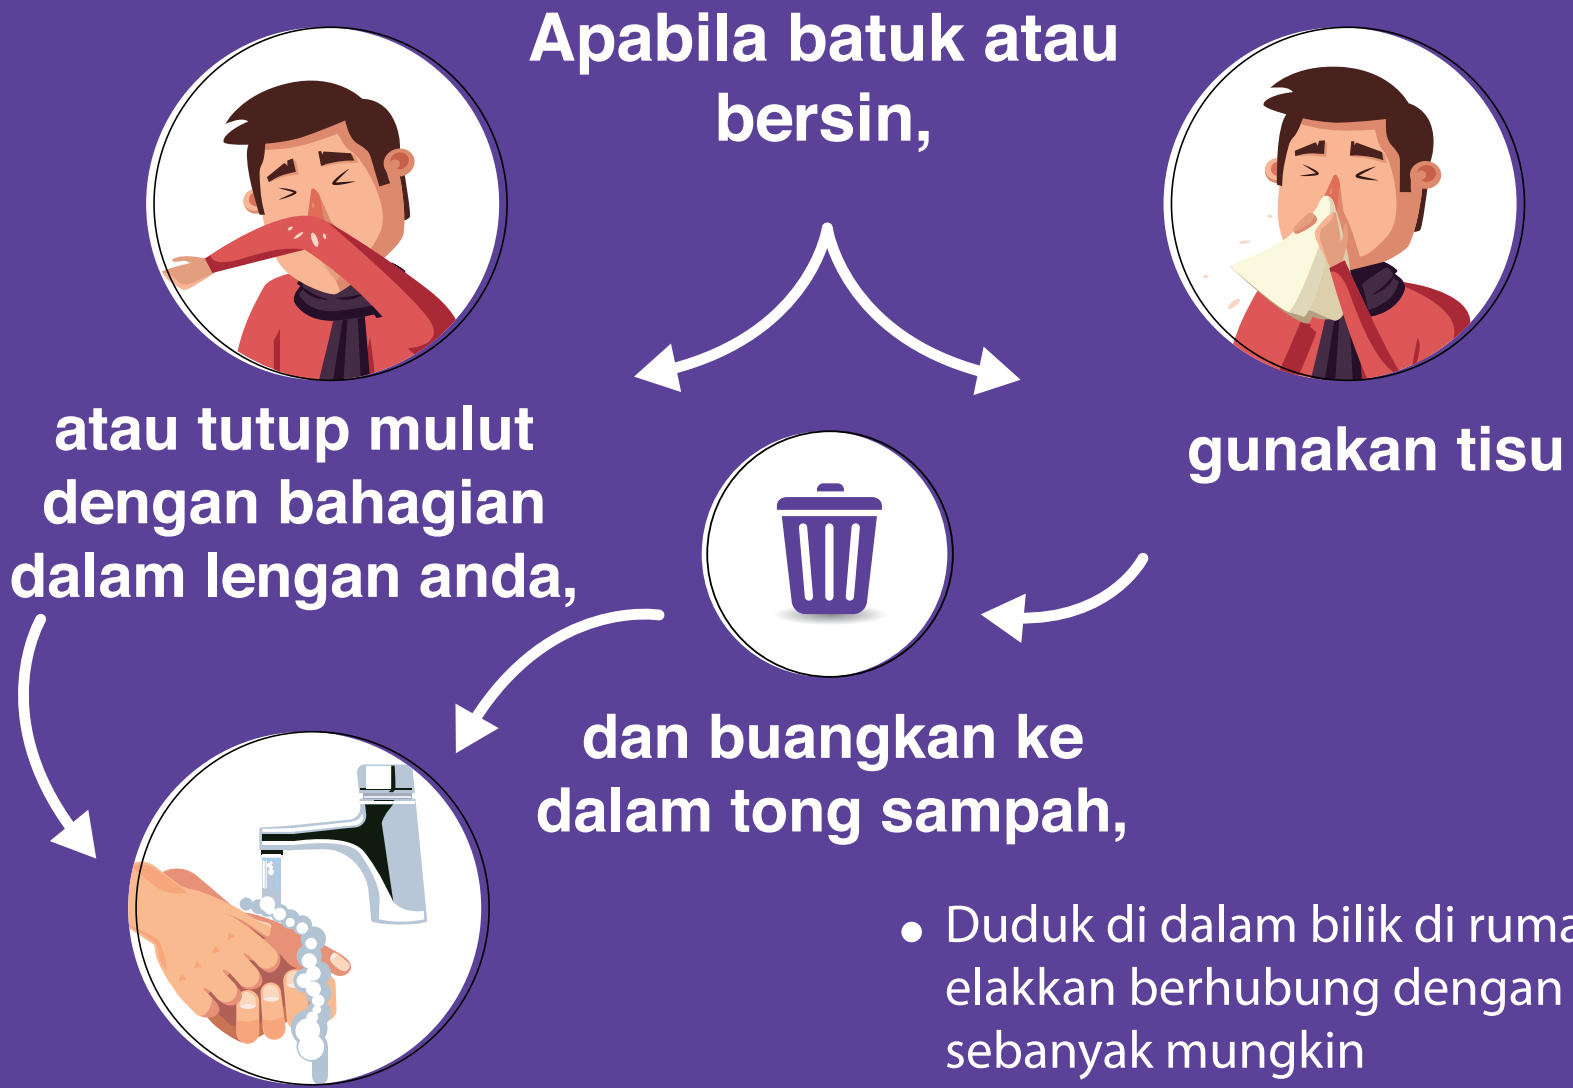 Apabila batuk atau
bersin,
atau tutup mulut
dengan bahagian
dalam lengan anda,
gunakan tisu
dan buangkan ke
dalam tong sampah,
• Duduk di dalam bilik di ruma
elakkan berhubung dengan
sebanyak mungkin